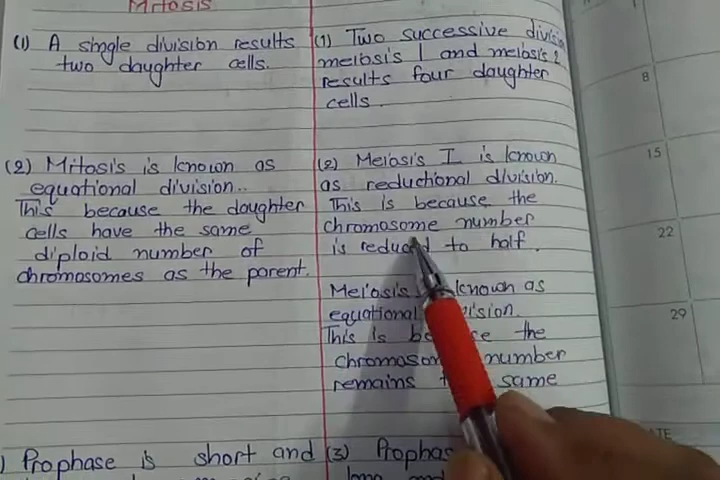 Mitosis
(1) A single division results
two daughter cells.
(1) Two successive
meiosis 1 and meiosis 2
results four daughter
cells.
(2) Mitosis is known as
equational division..
This because the daughter
cells have the same
diploid number of
chromosomes as the parent.
(2) Meiosis I is known
as reductional division.
This is because the
chromosome number
is reduced to half.
Meiosis known as
equational
This is the
number
remains same
) Prophase is short and
(3)
long and
8
15
22
29